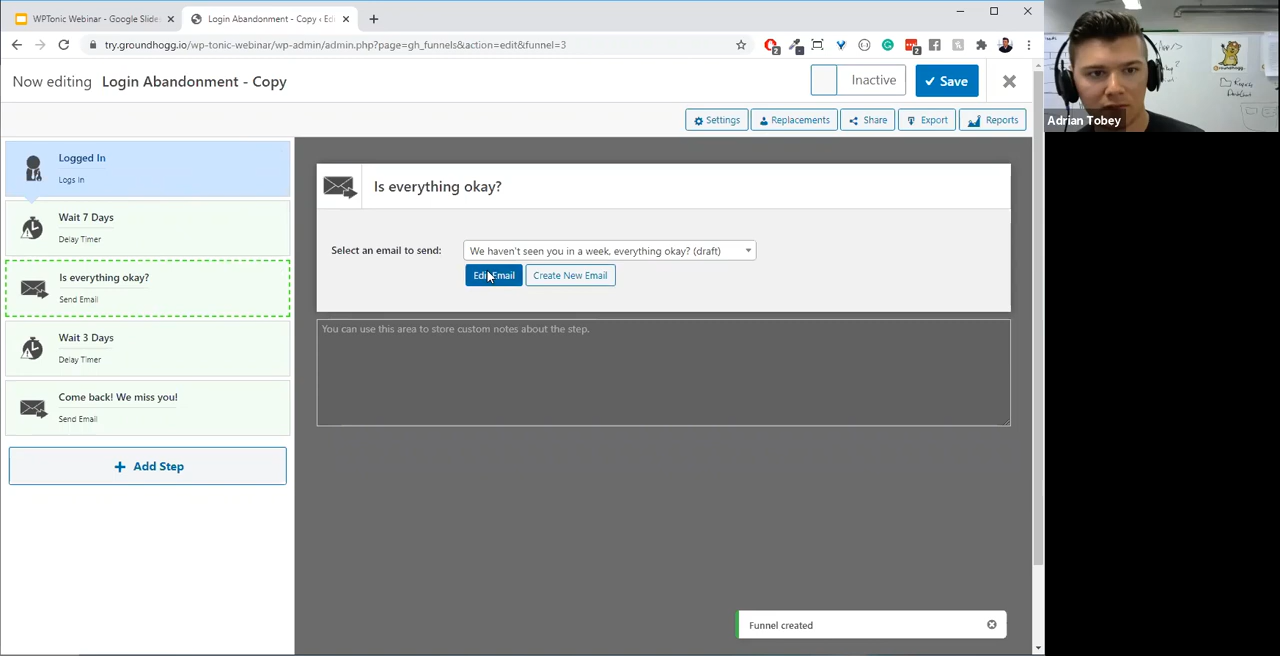 WPTonic Webinar - Google Slide
Login Abandonment - Copy ‹ Edi
try.groundhogg.io/wp-tonic-webinar/wp-admin/admin.php?page=gh_funnels&action=edit&funnel=3
Now editing Login Abandonment - Copy
Inactive
Save
Settings
Replacements
Share
Export
Reports
Logged In
Logs In
Wait 7 Days
Delay Timer
Is everything okay?
Send Email
Wait 3 Days
Delay Timer
Come back! We miss you!
Send Email
+ Add Step
Is everything okay?
Select an email to send:
We haven't seen you in a week, everything okay? (draft)
Edit Email
Create New Email
You can use this area to store custom notes about the step.
Funnel created
Adrian Tobey